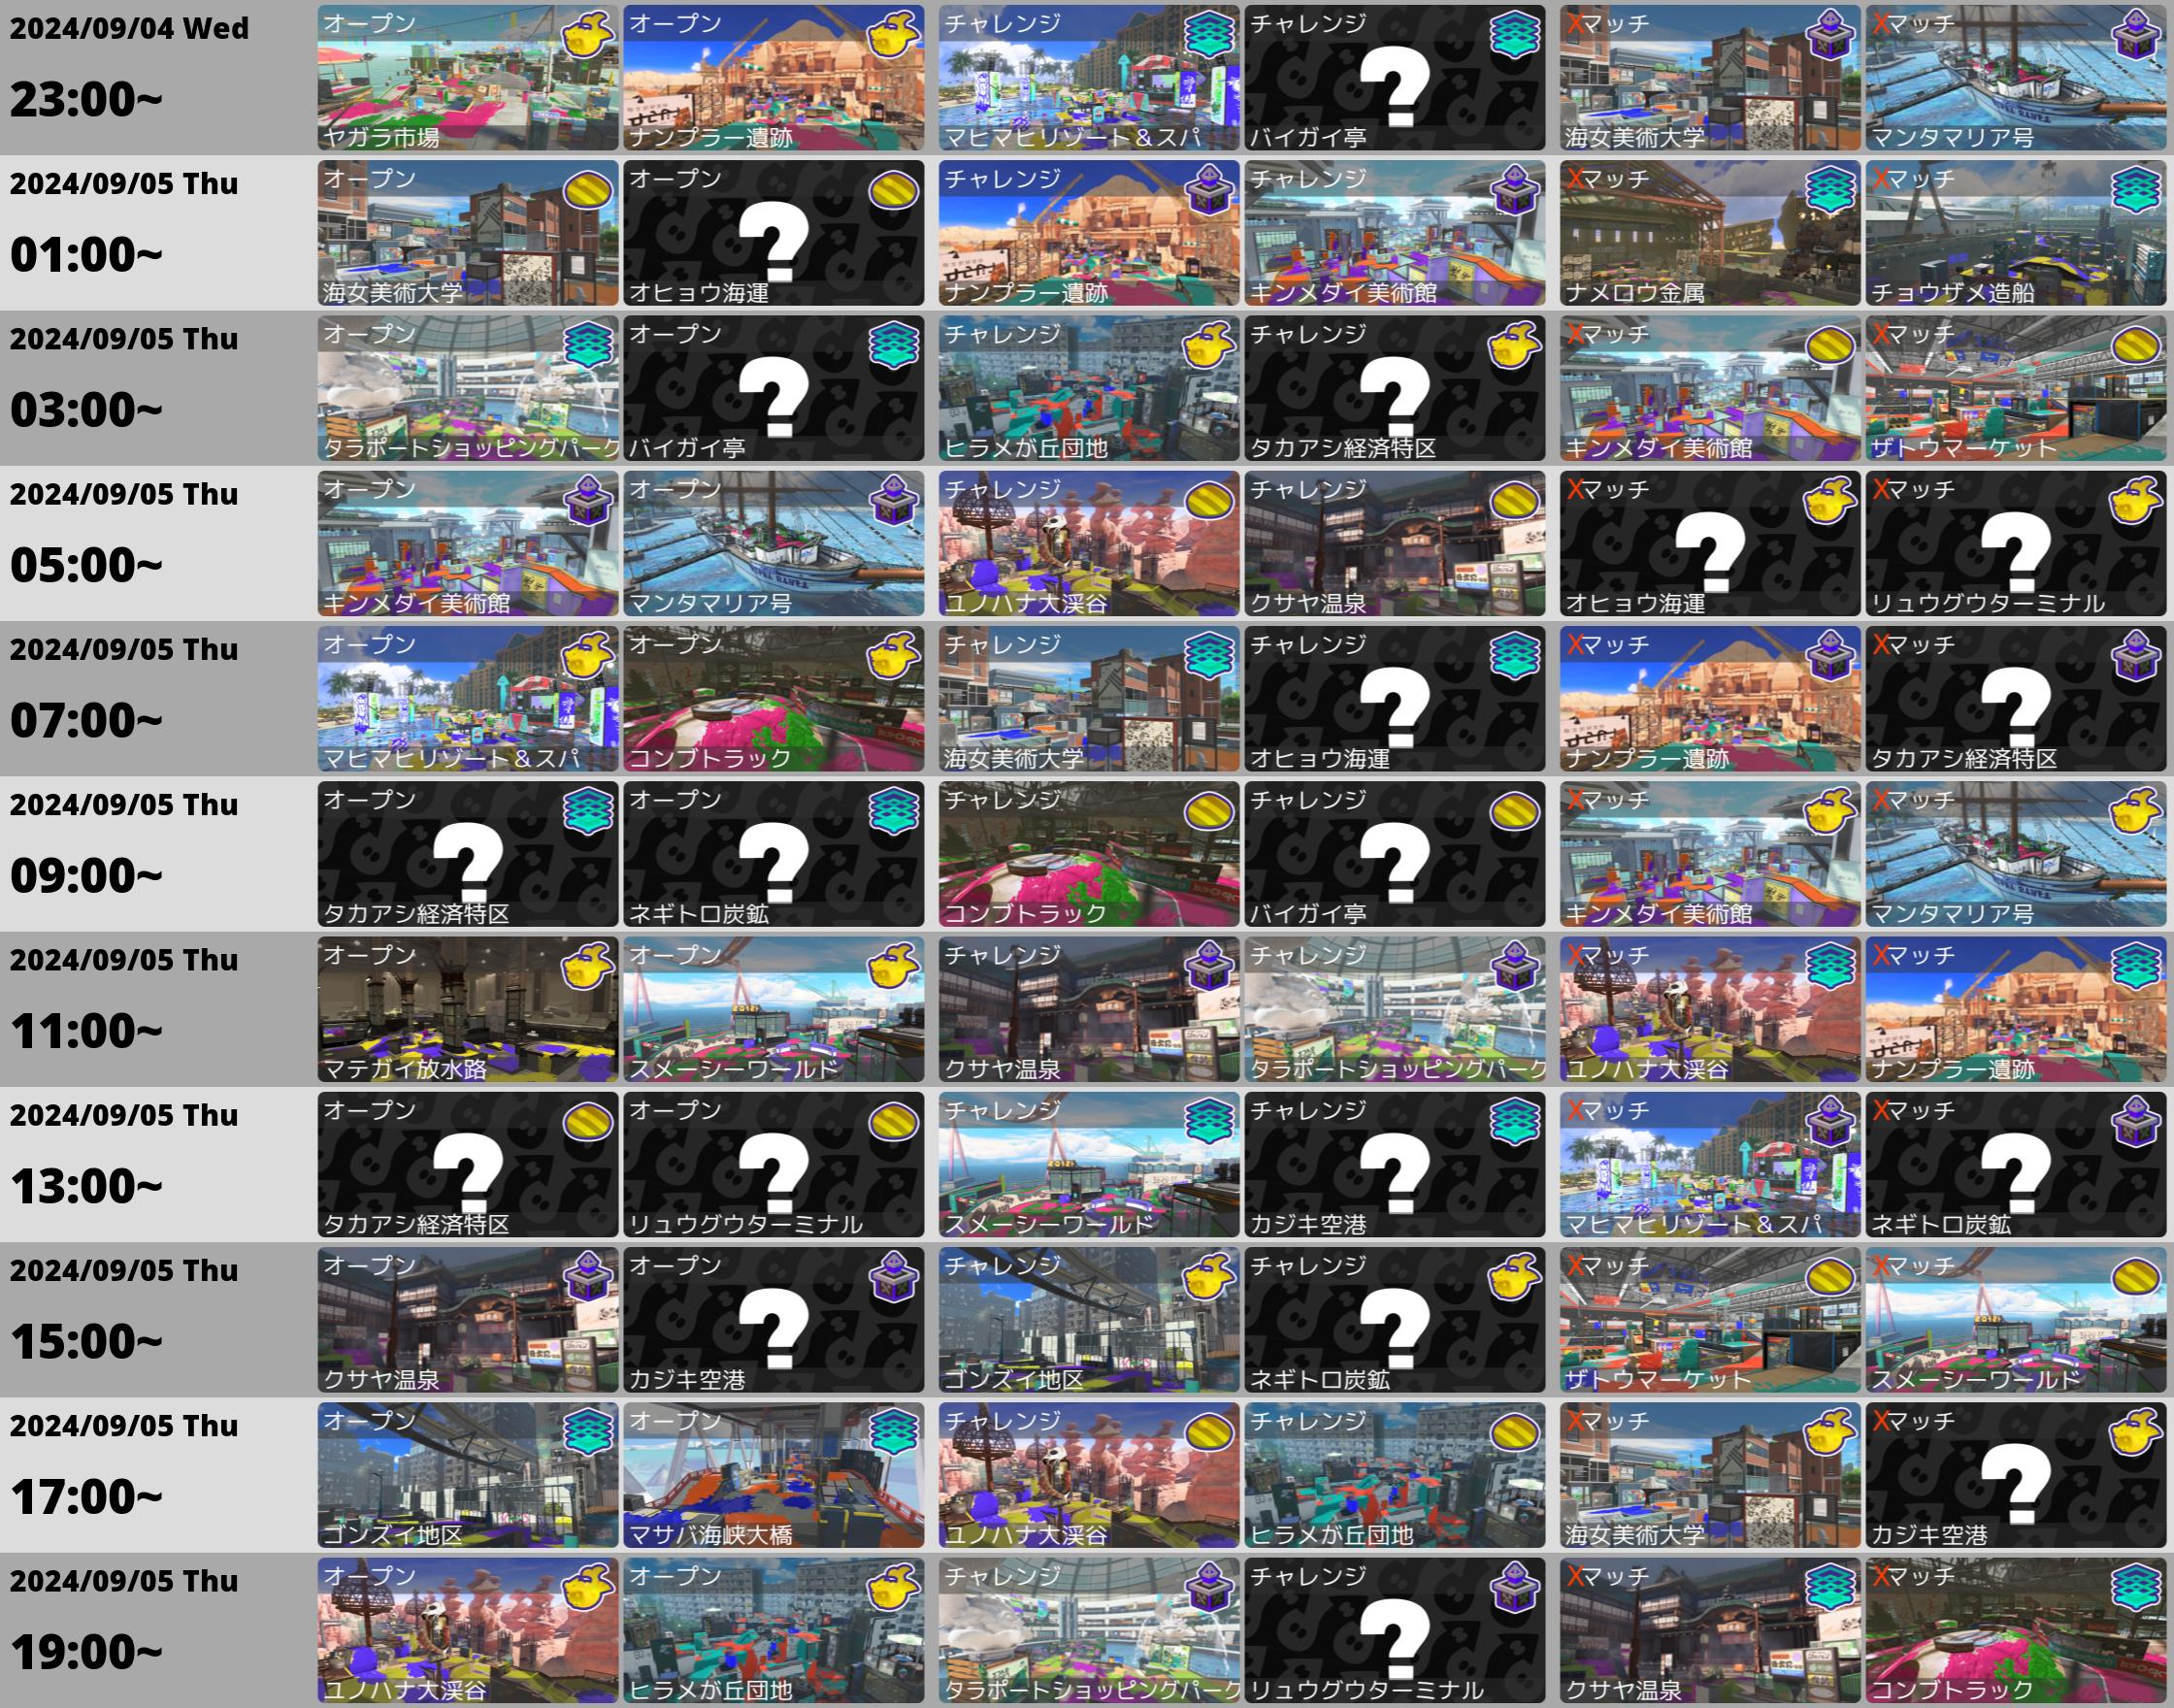 2024/09/04 Wed
23:00~
オープン オープン チャレンジ チャレンジ Xマッチ Xマッチ
ヤガラ市場 ナンプラー遺跡 マヒマヒリゾート＆スパ バイガイ亭 海女美術大学 マンタマリア号
2024/09/05 Thu
01:00~
オープン オープン チャレンジ チャレンジ Xマッチ Xマッチ
海女美術大学 オヒョウ海運 ナンプラー遺跡 キンメダイ美術館 ナメロウ金属 チョウザメ造船
2024/09/05 Thu
03:00~
オープン オープン チャレンジ チャレンジ Xマッチ Xマッチ
タラポートショッピングパーク バイガイ亭 ヒラメが丘団地 タカアシ経済特区 キンメダイ美術館 ザトウマーケット
2024/09/05 Thu
05:00~
オープン オープン チャレンジ チャレンジ Xマッチ Xマッチ
キンメダイ美術館 マンタマリア号 ユノハナ大渓谷 クサヤ温泉 オヒョウ海運 リュウグウターミナル
2024/09/05 Thu
07:00~
オープン オープン チャレンジ チャレンジ Xマッチ Xマッチ
マヒマヒリゾート＆スパ コンブトラック 海女美術大学 オヒョウ海運 ナンプラー遺跡 タカアシ経済特区
2024/09/05 Thu
09:00~
オープン オープン チャレンジ チャレンジ Xマッチ Xマッチ
タカアシ経済特区 ネギトロ炭鉱 コンブトラック バイガイ亭 キンメダイ美術館 マンタマリア号
2024/09/05 Thu
11:00~
オープン オープン チャレンジ チャレンジ Xマッチ Xマッチ
マテガイ放水路 スメーシーワールド クサヤ温泉 タラポートショッピングパーク ユノハナ大渓谷 ナンプラー遺跡
2024/09/05 Thu
13:00~
オープン オープン チャレンジ チャレンジ Xマッチ Xマッチ
タカアシ経済特区 リュウグウターミナル スメーシーワールド カジキ空港 マヒマヒリゾート＆スパ ネギトロ炭鉱
2024/09/05 Thu
15:00~
オープン オープン チャレンジ チャレンジ Xマッチ Xマッチ
クサヤ温泉 カジキ空港 ゴンズイ地区 ネギトロ炭鉱 ザトウマーケット スメーシーワールド
2024/09/05 Thu
17:00~
オープン オープン チャレンジ チャレンジ Xマッチ Xマッチ
ゴンズイ地区 マサバ海峡大橋 ユノハナ大渓谷 ヒラメが丘団地 海女美術大学 カジキ空港
2024/09/05 Thu
19:00~
オープン オープン チャレンジ チャレンジ Xマッチ Xマッチ
ユノハナ大渓谷 ヒラメが丘団地 タラポートショッピングパーク リュウグウターミナル クサヤ温泉 コンブトラック